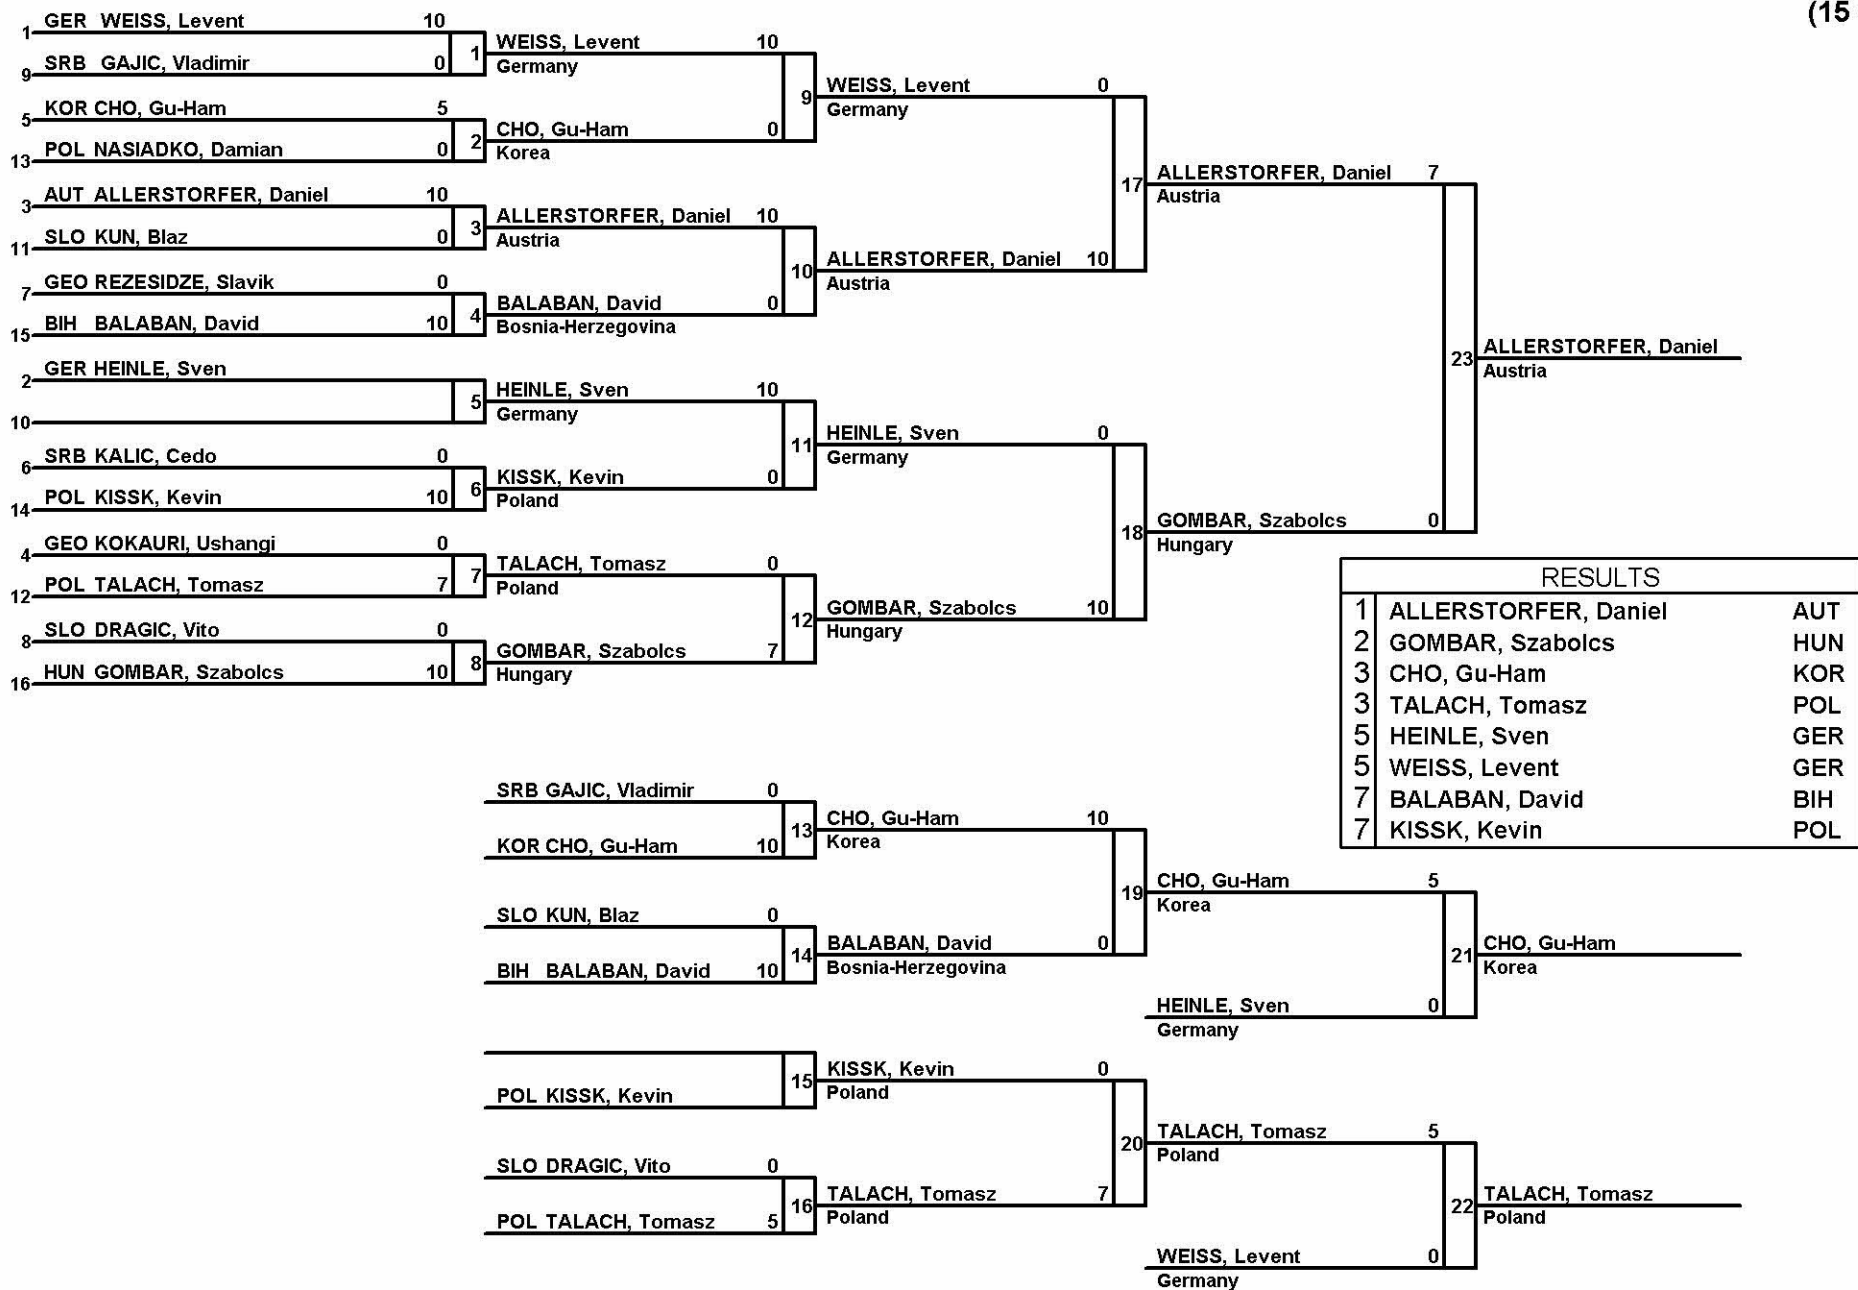 (15
1 GER WEISS, Levent 10
9 SRB GAJIC, Vladimir 0
1
5 KOR CHO, Gu-Ham 5
13 POL NASIADKO, Damian 0
2
3 AUT ALLERSTORFER, Daniel 10
11 SLO KUN, Blaz 0
3
7 GEO REZESIDZE, Slavik 0
15 BIH BALABAN, David 10
4
2 GER HEINLE, Sven
10
5
6 SRB KALIC, Cedo 0
14 POL KISSK, Kevin 10
6
4 GEO KOKAURI, Ushangi 0
12 POL TALACH, Tomasz 7
7
8 SLO DRAGIC, Vito 0
16 HUN GOMBAR, Szabolcs 10
8
WEISS, Levent 10
Germany
CHO, Gu-Ham 0
Korea
9
ALLERSTORFER, Daniel 10
Austria
BALABAN, David 0
Bosnia-Herzegovina
10
HEINLE, Sven 10
Germany
KISSK, Kevin 0
Poland
11
TALACH, Tomasz 0
Poland
GOMBAR, Szabolcs 7
Hungary
12
WEISS, Levent 0
Germany
ALLERSTORFER, Daniel 10
Austria
17
HEINLE, Sven 0
Germany
GOMBAR, Szabolcs 10
Hungary
18
ALLERSTORFER, Daniel 7
Austria
GOMBAR, Szabolcs 0
Hungary
23
ALLERSTORFER, Daniel
Austria
RESULTS
1 ALLERSTORFER, Daniel AUT
2 GOMBAR, Szabolcs HUN
3 CHO, Gu-Ham KOR
3 TALACH, Tomasz POL
5 HEINLE, Sven GER
5 WEISS, Levent GER
7 BALABAN, David BIH
7 KISSK, Kevin POL
SRB GAJIC, Vladimir 0
KOR CHO, Gu-Ham 10
13
SLO KUN, Blaz 0
BIH BALABAN, David 10
14
POL KISSK, Kevin
15
SLO DRAGIC, Vito 0
POL TALACH, Tomasz 5
16
CHO, Gu-Ham 10
Korea
BALABAN, David 0
Bosnia-Herzegovina
19
KISSK, Kevin 0
Poland
TALACH, Tomasz 7
Poland
20
CHO, Gu-Ham 5
Korea
HEINLE, Sven 0
Germany
21
TALACH, Tomasz 5
Poland
WEISS, Levent 0
Germany
22
CHO, Gu-Ham
Korea
TALACH, Tomasz
Poland